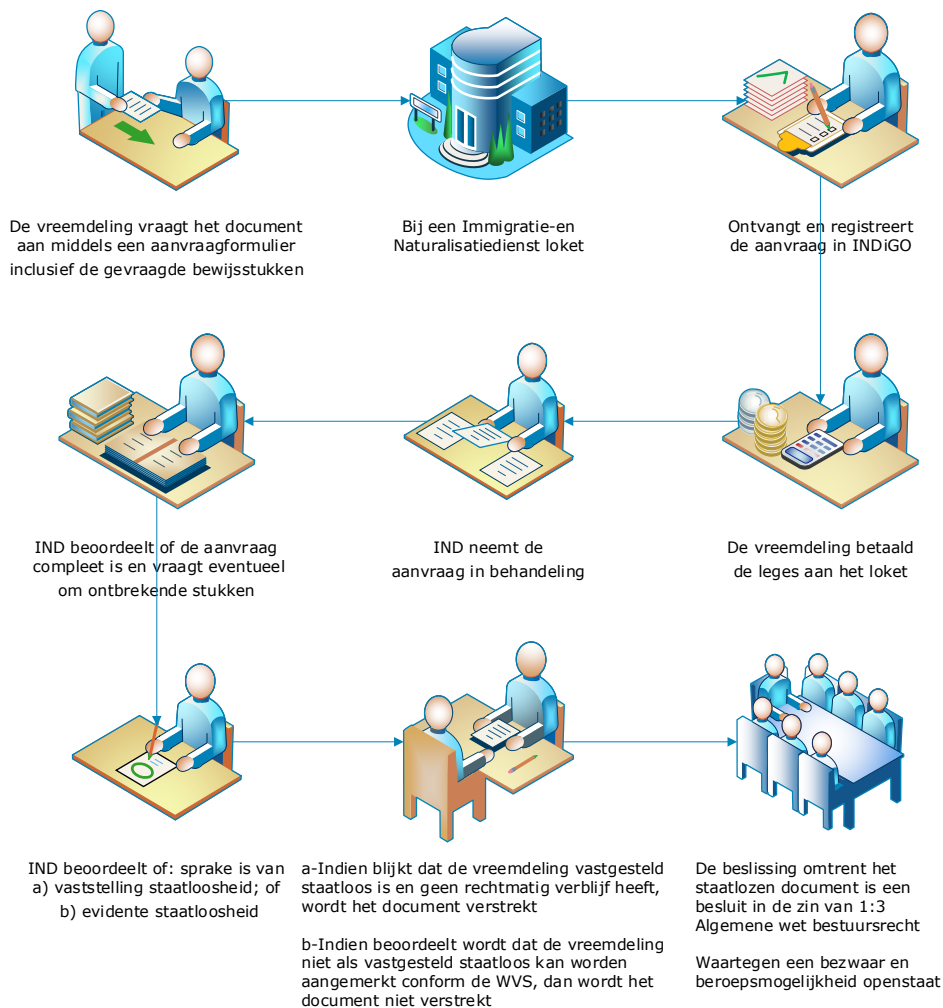 De vreemdeling vraagt het document
aan middels een aanvraagformulier
inclusief de gevraagde bewijsstukken
Bij een Immigratie-en
Naturalisatiedienst loket
Ontvangt en registreert
de aanvraag in INDiGO
IND beoordeelt of de aanvraag
compleet is en vraagt eventueel
om ontbrekende stukken
IND neemt de
aanvraag in behandeling
De vreemdeling betaald
de leges aan het loket
IND beoordeelt of: sprake is van
a) vaststelling staatloosheid; of
b) evidente staatloosheid
a-Indien blijkt dat de vreemdeling vastgesteld
staatloos is en geen rechtmatig verblijf heeft,
wordt het document verstrekt
b-Indien beoordeelt wordt dat de vreemdeling
niet als vastgesteld staatloos kan worden
aangemerkt conform de WVS, dan wordt het
document niet verstrekt
De beslissing omtrent het
staatlozen document is een
besluit in de zin van 1:3
Algemene wet bestuursrecht
Waartegen een bezwaar en
beroepsmogelijkheid openstaat